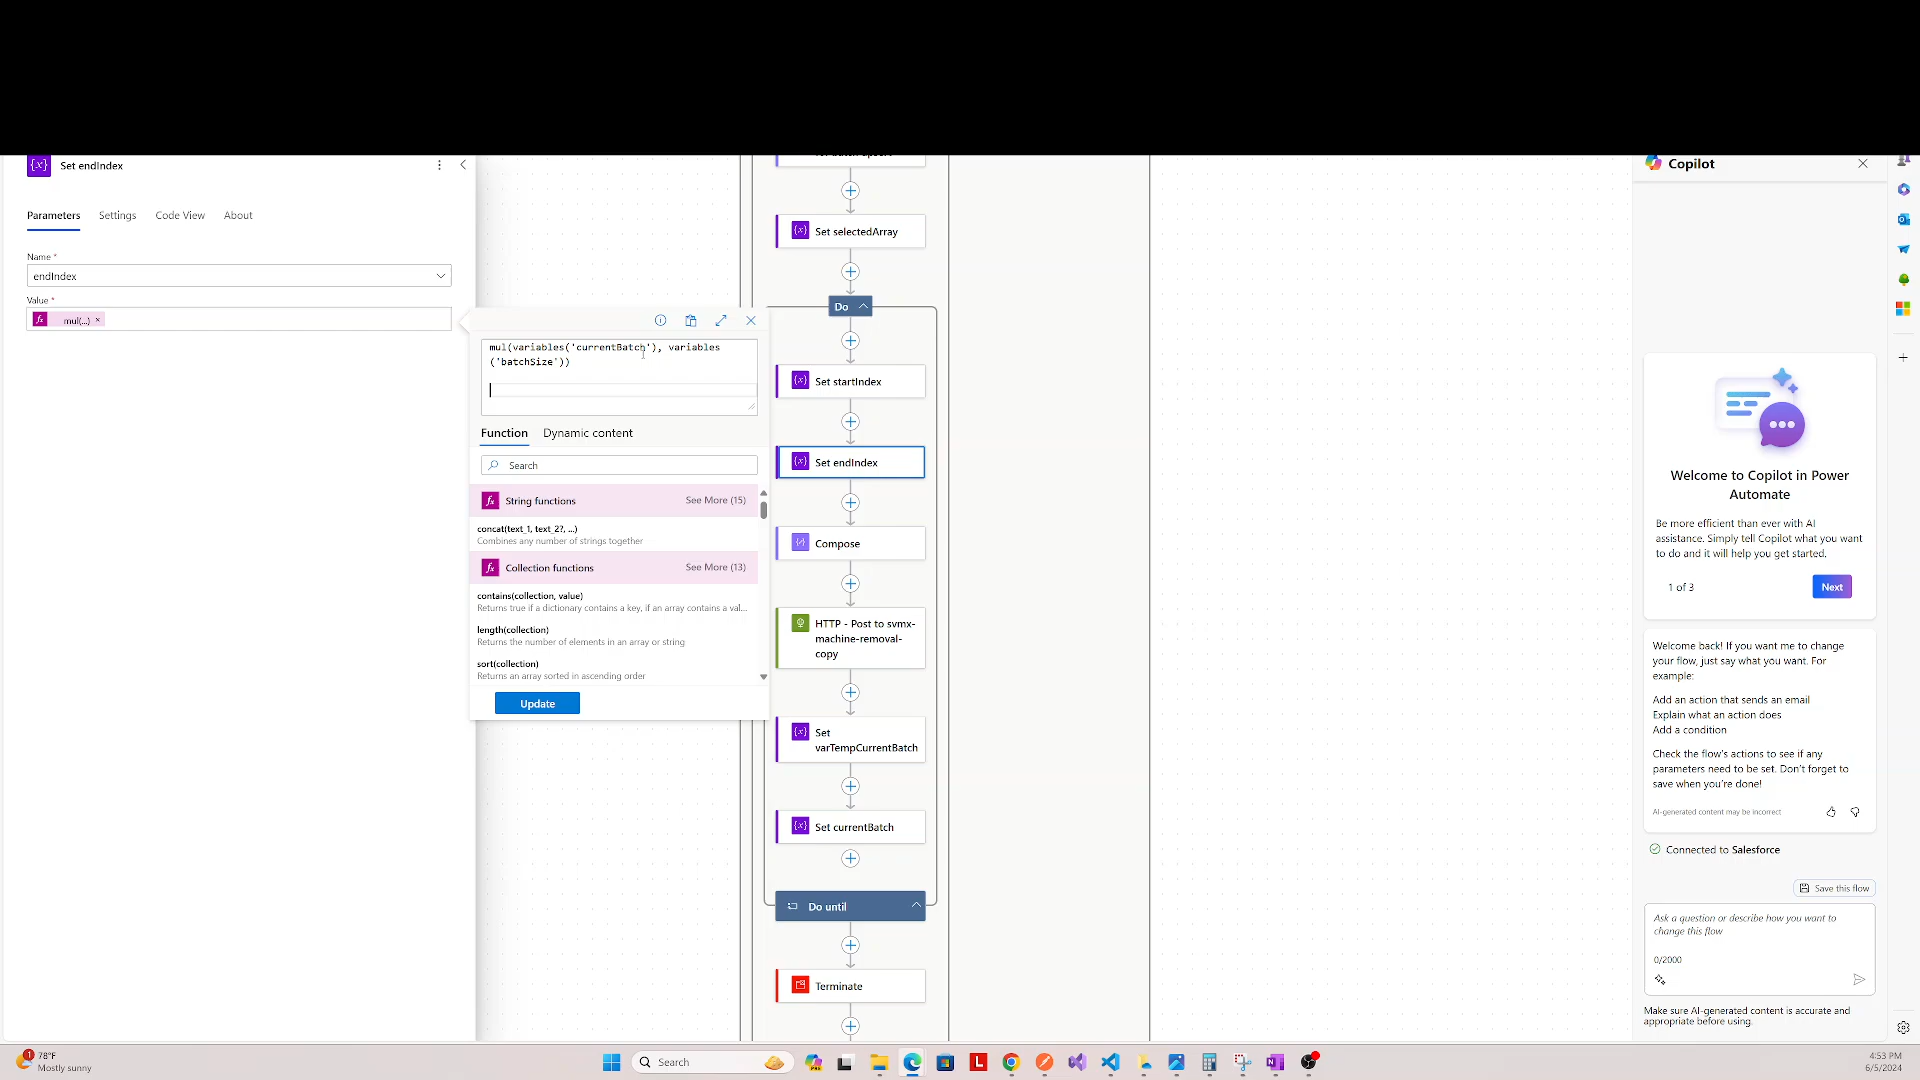 Set endIndex
Parameters
Settings
Code View
About
Name *
endIndex
Value *
fx
mul(...) ×
mul(variables('currentBatch'), variables
('batchSize'))
Function
Dynamic content
Search
fx
String functions
See More (15)
concat(text_1, text_2?, ...)
Combines any number of strings together
fx
Collection functions
See More (13)
contains(collection, value)
Returns true if a dictionary contains a key, if an array contains a val...
length(collection)
Returns the number of elements in an array or string
sort(collection)
Returns an array sorted in ascending order
Update
Set selectedArray
Do
Set startIndex
Set endIndex
Compose
HTTP - Post to svmx-
machine-removal-
copy
Set
varTempCurrentBatch
Set currentBatch
Do until
Terminate
Copilot
Welcome to Copilot in Power
Automate
Be more efficient than ever with AI
assistance. Simply tell Copilot what you want
to do and it will help you get started.
1 of 3
Next
Welcome back! If you want me to change
your flow, just say what you want. For
example:
Add an action that sends an email
Explain what an action does
Add a condition
Check the flow's actions to see if any
parameters need to be set. Don't forget to
save when you're done!
AI-generated content may be incorrect
Connected to Salesforce
Save this flow
Ask a question or describe how you want to
change this flow
0/2000
Make sure AI-generated content is accurate and
appropriate before using.
1
78°F
Mostly sunny
Search
4:53 PM
6/5/2024